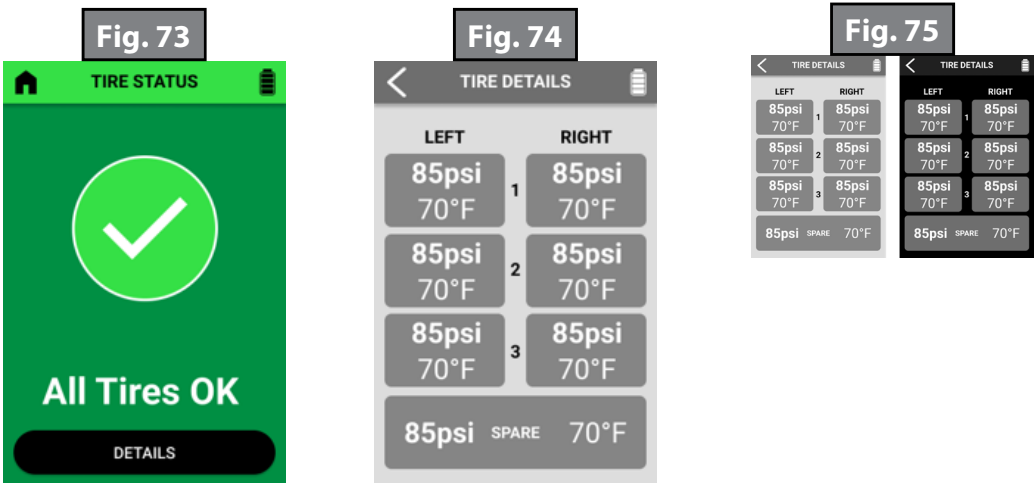 Fig. 73
TIRE STATUS
All Tires OK
DETAILS
Fig. 74
TIRE DETAILS
LEFT RIGHT
85psi 85psi
1
70°F 70°F
85psi 85psi
2
70°F 70°F
85psi 85psi
3
70°F 70°F
85psi SPARE 70°F
Fig. 75
TIRE DETAILS
LEFT RIGHT
85psi 85psi
1
70°F 70°F
85psi 85psi
2
70°F 70°F
85psi 85psi
3
70°F 70°F
85psi SPARE 70°F
TIRE DETAILS
LEFT RIGHT
85psi 85psi
1
70°F 70°F
85psi 85psi
2
70°F 70°F
85psi 85psi
3
70°F 70°F
85psi SPARE 70°F